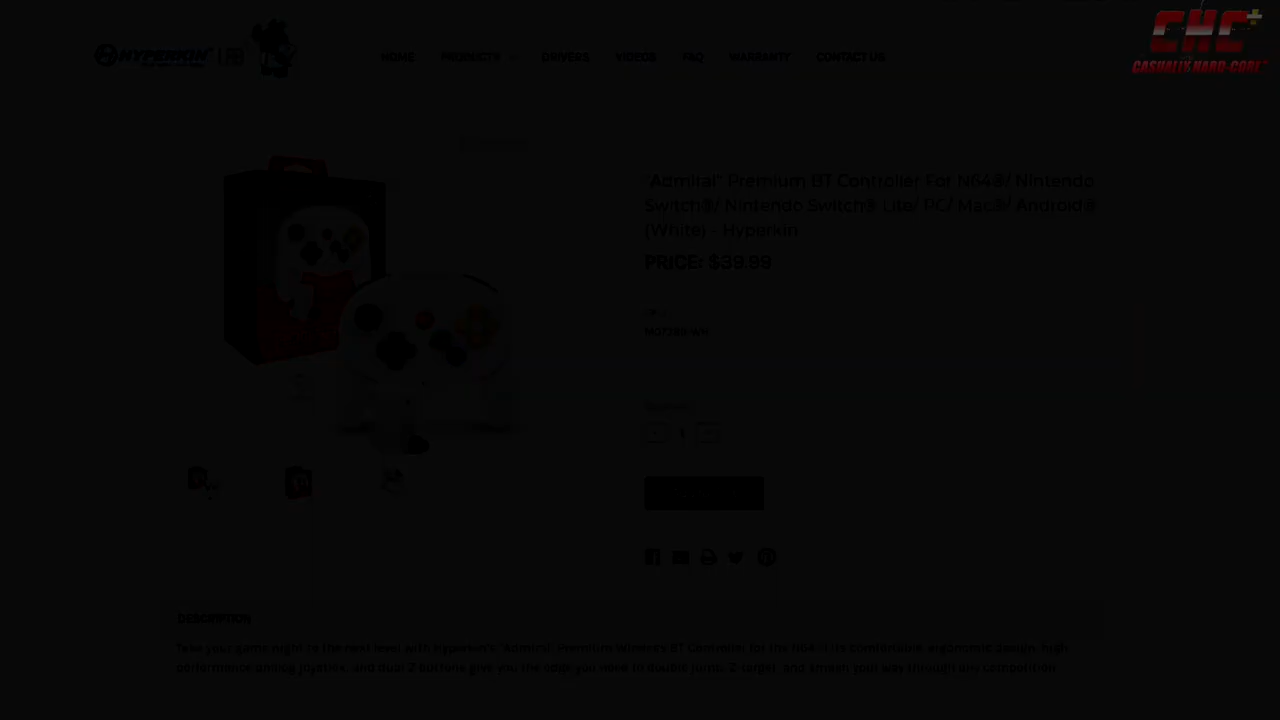 CHC+
CASUALLY HARD-CORE
HYPERKIN
HOME PRODUCTS DRIVERS VIDEOS FAQ WARRANTY CONTACT US
"Admiral" Premium BT Controller For N64®/ Nintendo
Switch®/ Nintendo Switch® Lite/ PC/ Mac®/ Android®
(White) - Hyperkin
PRICE: $39.99
1
DESCRIPTION
Take your game night to the next level with Hyperkin's "Admiral" Premium Wireless BT Controller for the N64®! Its comfortable, ergonomic design, high
performance analog joystick, and dual Z buttons give you the edge you need to double jump, Z-target, and smash your way through any competition.